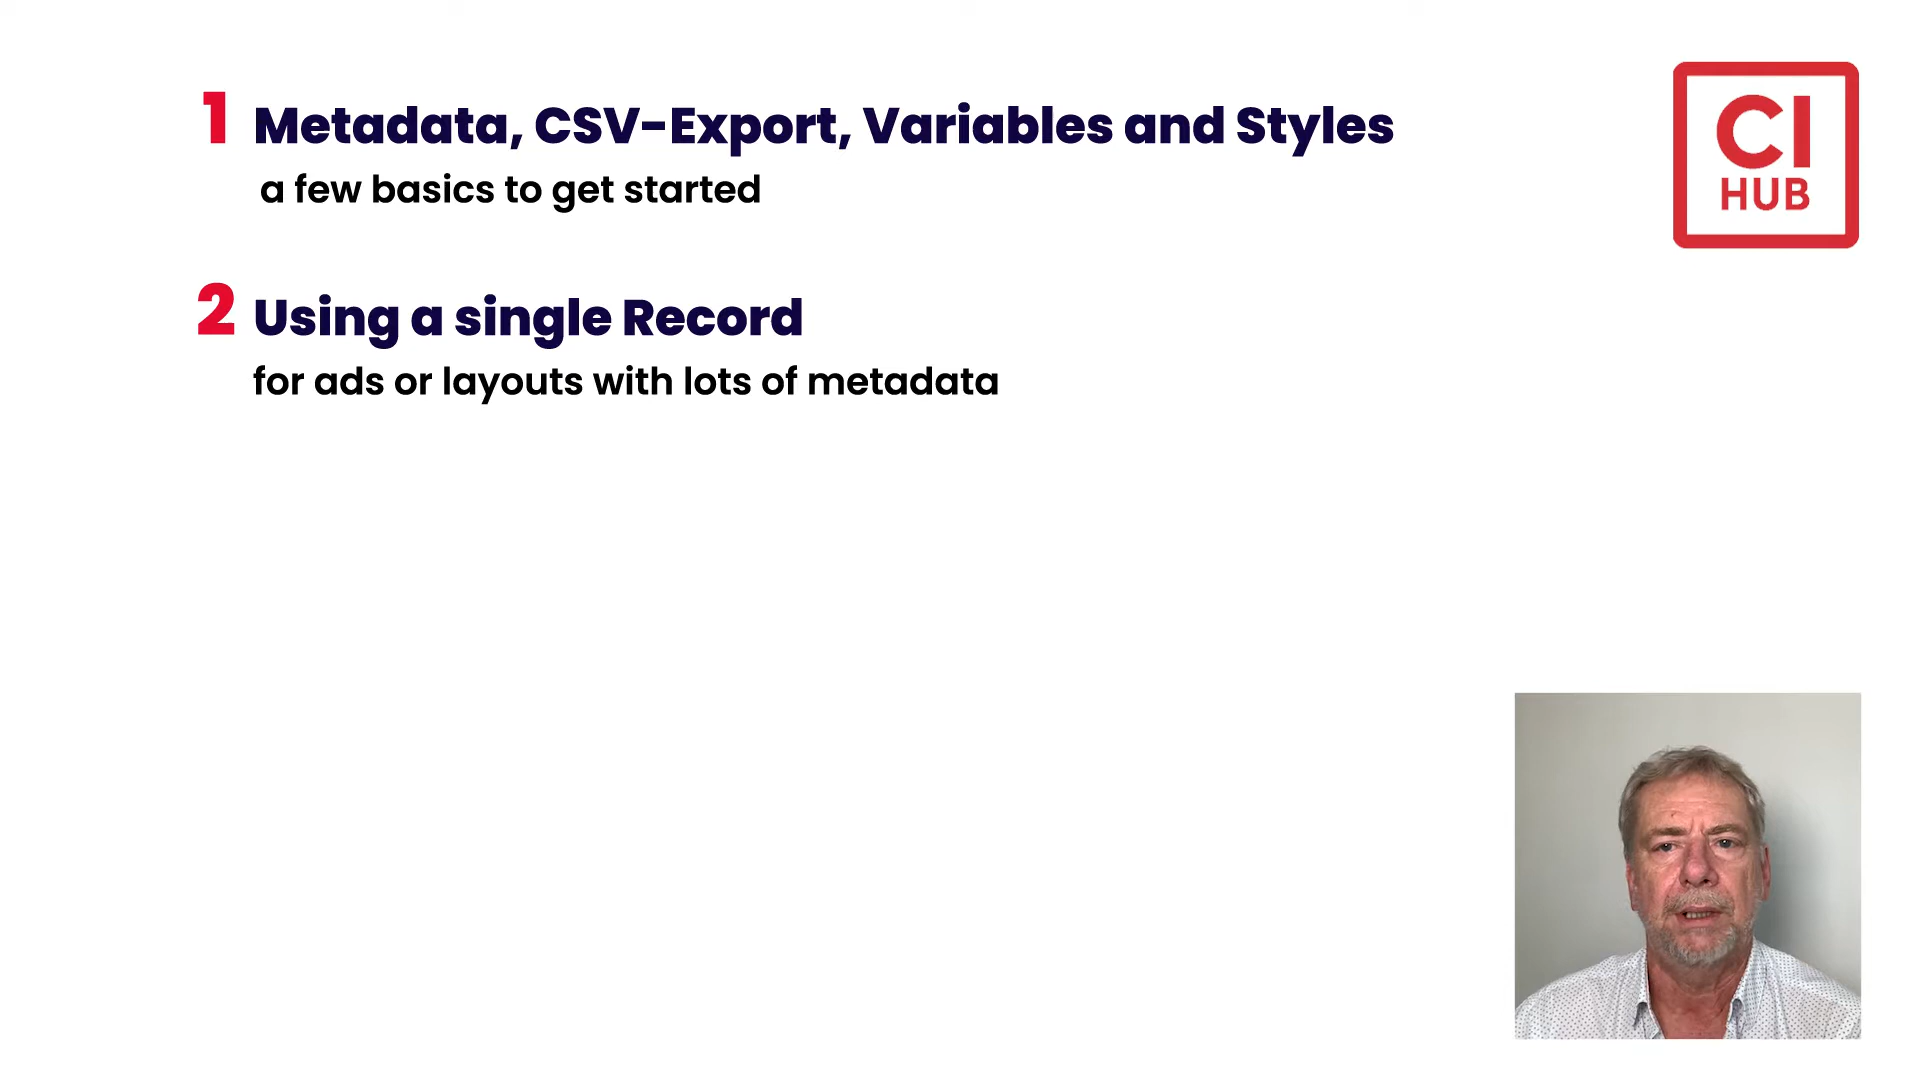 1 Metadata, CSV-Export, Variables and Styles
a few basics to get started
2 Using a single Record
for ads or layouts with lots of metadata
CI
HUB